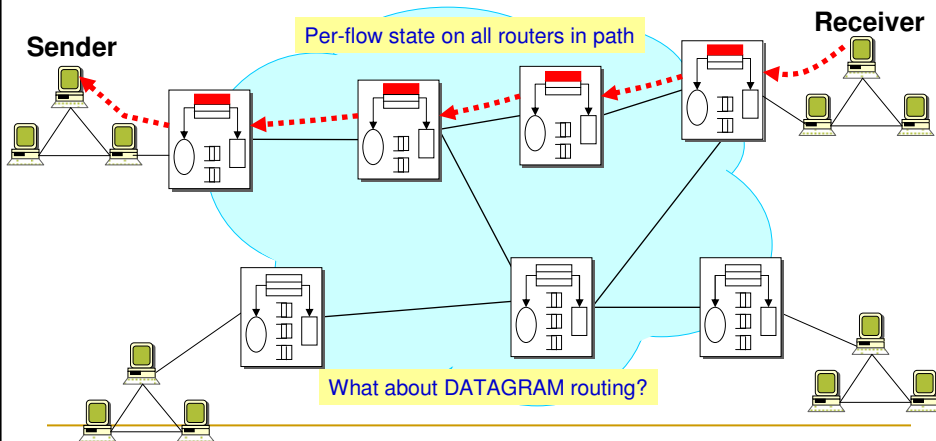 Per-flow state on all routers in path
Sender
Receiver
What about DATAGRAM routing?